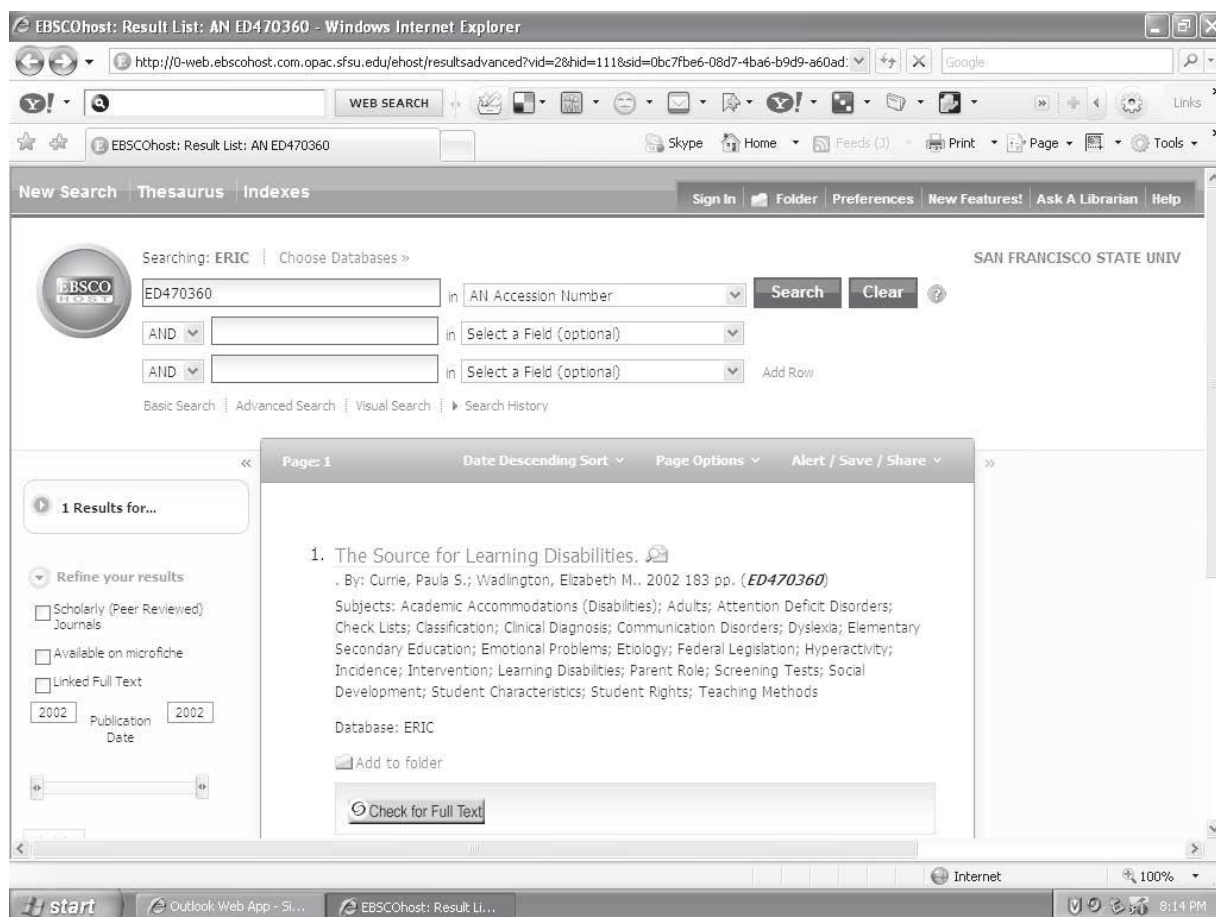 EBSCOhost: Result List: AN ED470360 - Windows Internet Explorer
http://0-web.ebscohost.com.opac.sfsu.edu/ehost/resultsadvanced?vid=2&hid=111&sid=0bc7fbe6-08d7-4ba6-b9d9-a60ad:
Google
WEB SEARCH
Links
EBSCOhost: Result List: AN ED470360
Skype Home Feeds (J) Print Page Tools
New Search Thesaurus Indexes
Sign In Folder Preferences New Features! Ask A Librarian Help
Searching: ERIC Choose Databases »
SAN FRANCISCO STATE UNIV
EBSCO
HOST
ED470360 in AN Accession Number Search Clear
AND in Select a Field (optional)
AND in Select a Field (optional) Add Row
Basic Search Advanced Search Visual Search Search History
« Page: 1 Date Descending Sort Page Options Alert / Save / Share »
1 Results for...
Refine your results
Scholarly (Peer Reviewed)
Journals
Available on microfiche
Linked Full Text
2002 Publication 2002
Date
1. The Source for Learning Disabilities.
. By: Currie, Paula S.; Wadlington, Elizabeth M.. 2002 183 pp. (ED470360)
Subjects: Academic Accommodations (Disabilities); Adults; Attention Deficit Disorders;
Check Lists; Classification; Clinical Diagnosis; Communication Disorders; Dyslexia; Elementary
Secondary Education; Emotional Problems; Etiology; Federal Legislation; Hyperactivity;
Incidence; Intervention; Learning Disabilities; Parent Role; Screening Tests; Social
Development; Student Characteristics; Student Rights; Teaching Methods
Database: ERIC
Add to folder
Check for Full Text
Internet 100%
start Outlook Web App - Si... EBSCOhost: Result Li... 8:14 PM